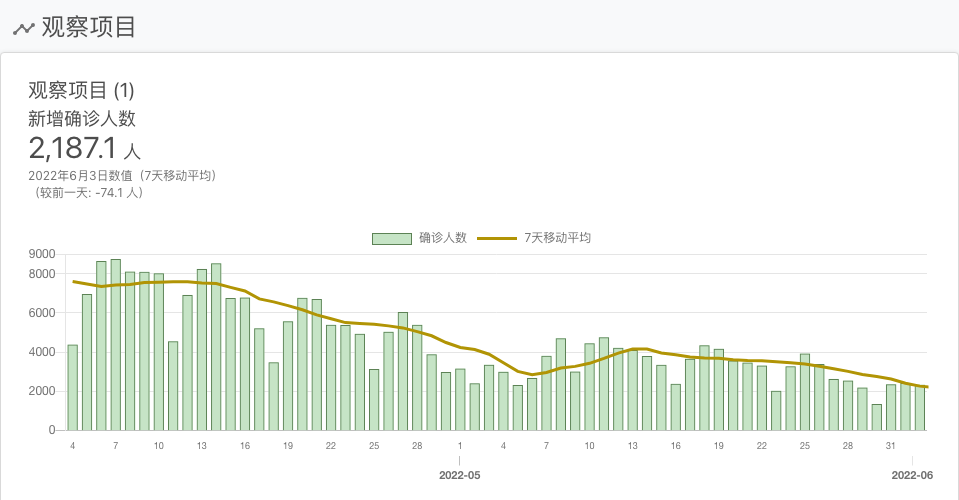 观察项目
观察项目 (1)
新增确诊人数
2,187.1 人
2022年6月3日数值（7天移动平均）
（较前一天: -74.1 人）
确诊人数 7天移动平均
9000
8000
6000
4000
2000
0
4 7 10 13 16 19 22 25 28 1 4 7 10 13 16 19 22 25 28 31
2022-05 2022-06